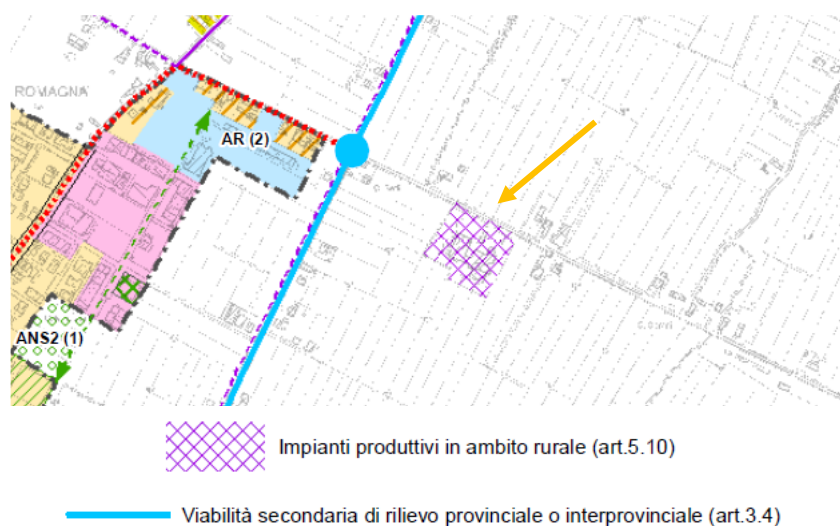 ROMAGNA
AR (2)
ANS2 (1)
Impianti produttivi in ambito rurale (art.5.10)
Viabilità secondaria di rilievo provinciale o interprovinciale (art.3.4)